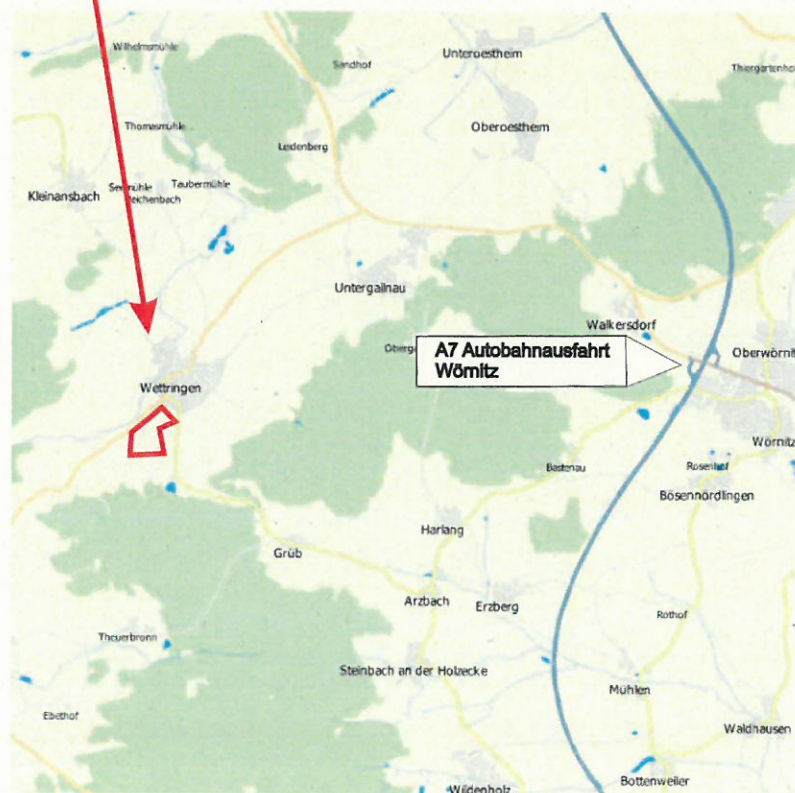 Wilhelmsmühle
Sandhof
Unteroestheim
Thiergartenhof
Thomasmühle
Oberoestheim
Leidenberg
Kleinansbach
Taubermühle
Reichenbach
Untergailnau
Walkersdorf
A7 Autobahnausfahrt
Wörnitz
Oberwörnitz
Wettringen
Wörnitz
Bastenau
Rosenhof
Bösennördlingen
Harlang
Grüb
Arzbach
Erzberg
Rothof
Theuerbronn
Steinbach an der Holzecke
Mühlen
Ebethof
Waldhausen
Bottenweiler
Wildenholz